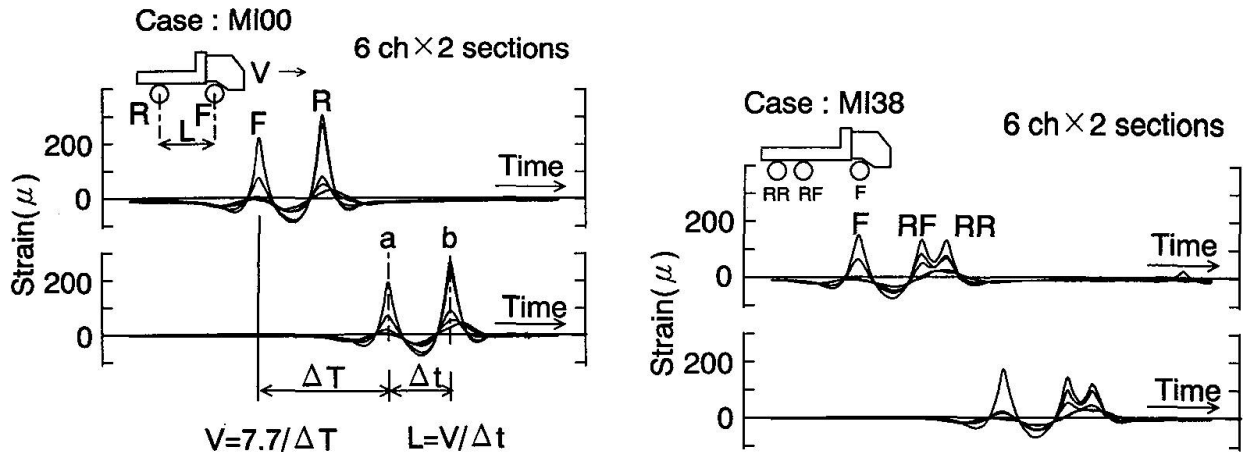 Case : MI00
6 ch×2 sections
V →
R
F
L
F
R
200
0
Time
Strain(μ)
a
b
200
0
Time
ΔT
Δt
V=7.7/ΔT
L=V/Δt
Case : MI38
6 ch×2 sections
RR
RF
F
F
RF
RR
200
0
Time
Strain(μ)
200
0
Time